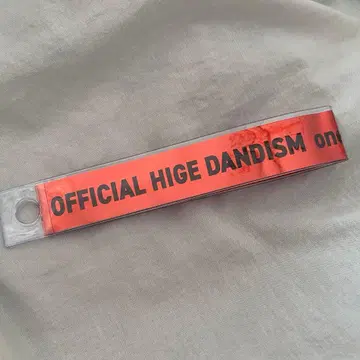 OFFICIAL HIGE DANDISM one